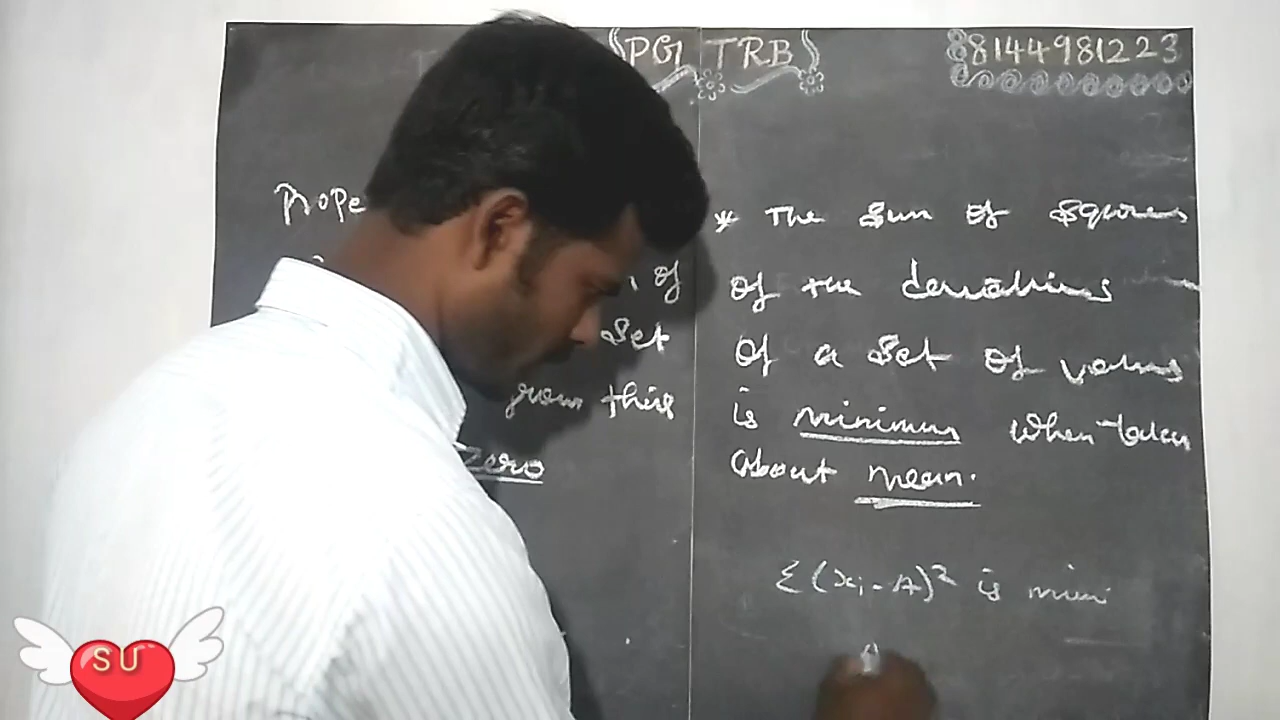 PG TRB
8144981223
Prope
of
Set
from this
zero
* The Sum of Squares
of the deviations
of a Set of values
is minimum when taken
about mean.
Σ(xi - A)² is mini
SU